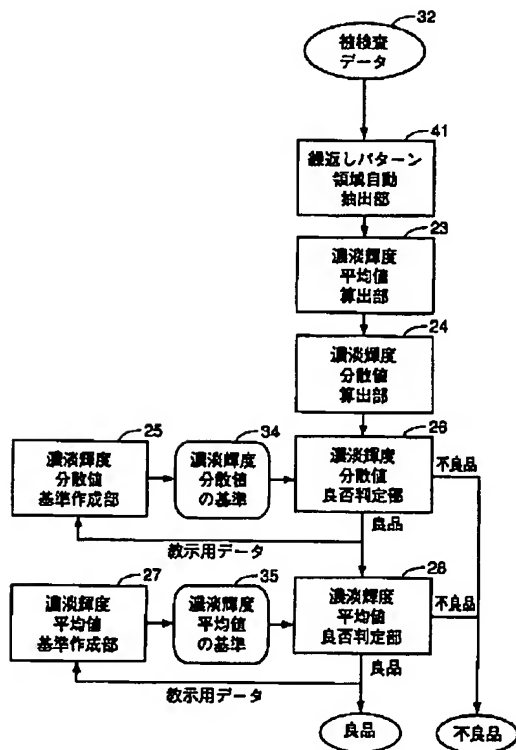 32
被検査
データ
41
繰返しパターン
領域自動
抽出部
23
濃淡輝度
平均値
算出部
24
濃淡輝度
分散値
算出部
25
濃淡輝度
分散値
基準作成部
34
濃淡輝度
分散値
の基準
26
濃淡輝度
分散値
良否判定部
不良品
良品
教示用データ
27
濃淡輝度
平均値
基準作成部
35
濃淡輝度
平均値
の基準
28
濃淡輝度
平均値
良否判定部
不良品
良品
教示用データ
良品
不良品